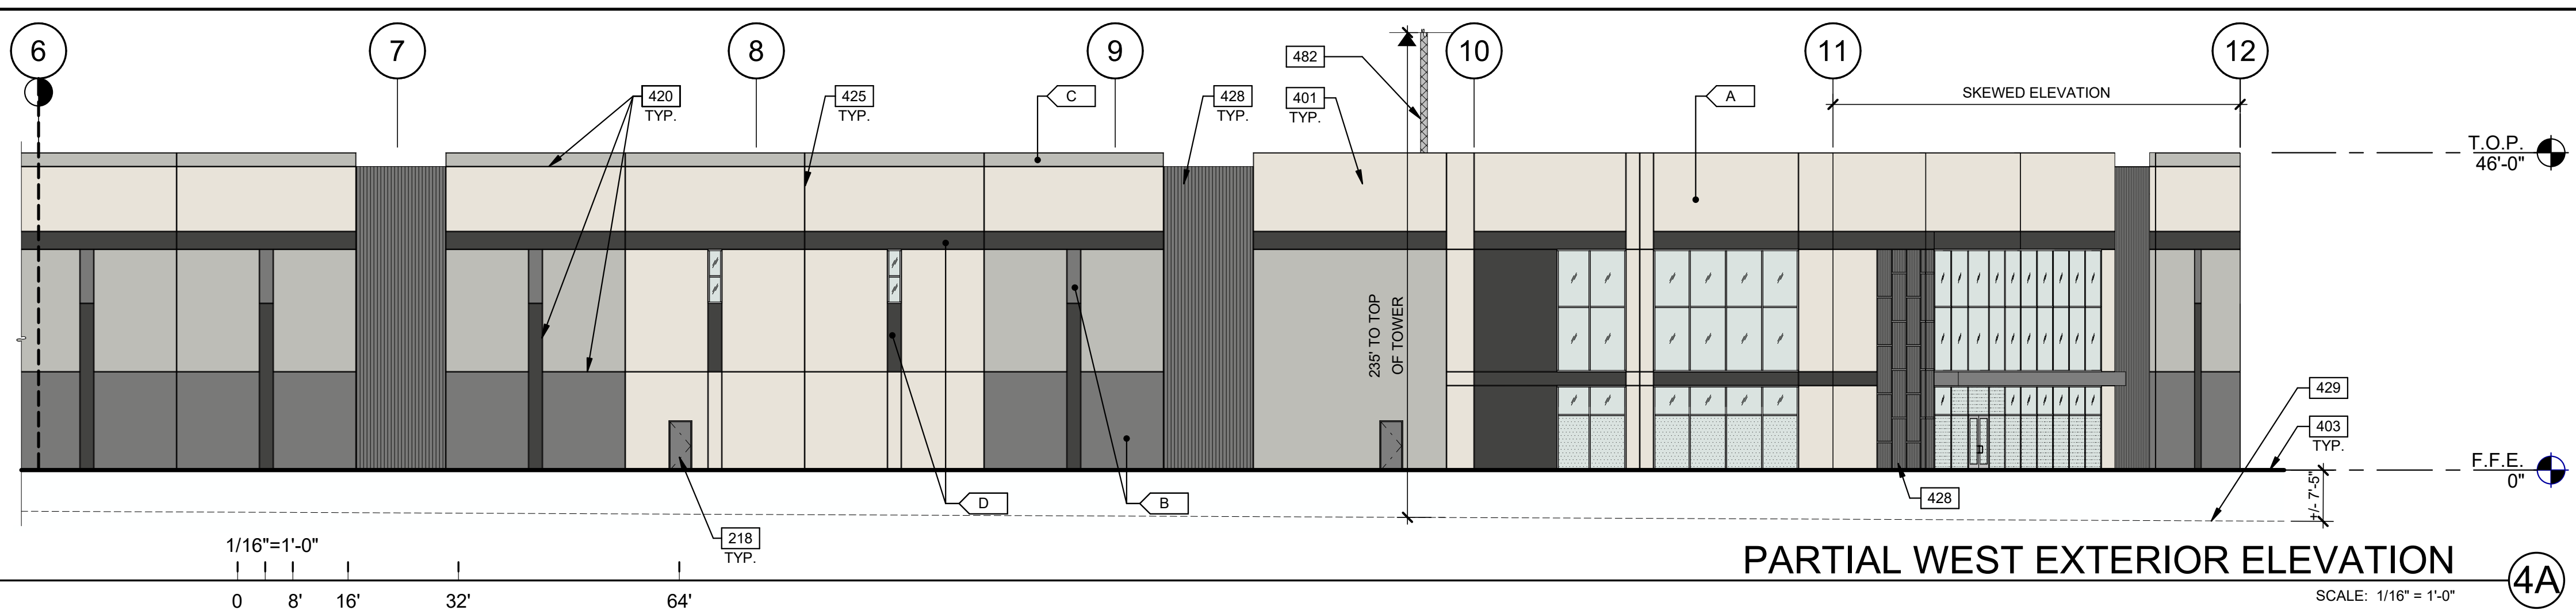 6 7 8 9 10 11 12
482
420 TYP.
425 TYP.
C
428 TYP.
401 TYP.
A
SKEWED ELEVATION
T.O.P.
46'-0"
235' TO TOP
OF TOWER
429
403
TYP.
F.F.E.
0"
+/- 7'-5"
428
D
B
218
TYP.
1/16"=1'-0"
0 8' 16' 32' 64'
PARTIAL WEST EXTERIOR ELEVATION
4A
SCALE: 1/16" = 1'-0"